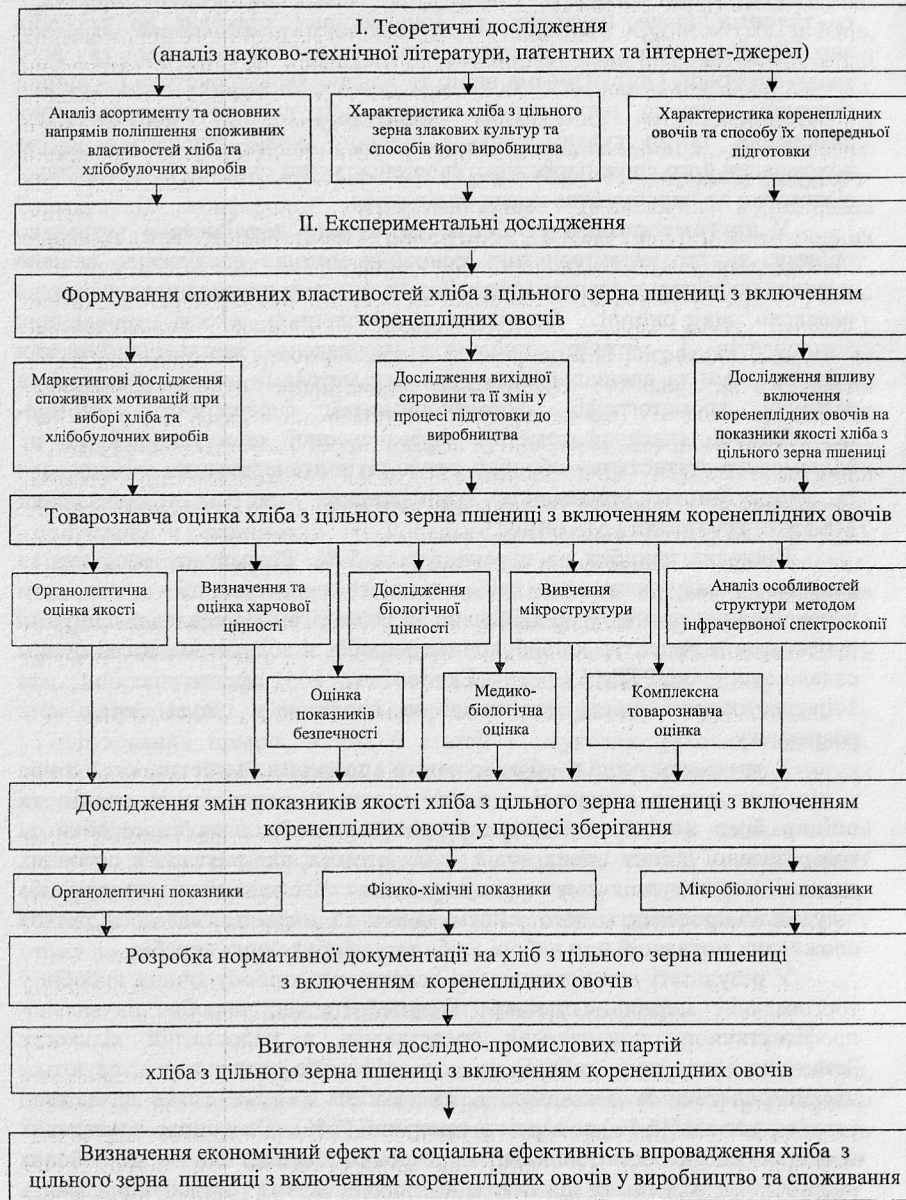 I. Теоретичні дослідження
(аналіз науково-технічної літератури, патентних та інтернет-джерел)
Аналіз асортименту та основних
напрямів поліпшення споживних
властивостей хліба та
хлібобулочних виробів
Характеристика хліба з цільного
зерна злакових культур та
способів його виробництва
Характеристика коренеплідних
овочів та способу їх попередньої
підготовки
II. Експериментальні дослідження
Формування споживних властивостей хліба з цільного зерна пшениці з включенням
коренеплідних овочів
Маркетингові дослідження
споживчих мотивацій при
виборі хліба та
хлібобулочних виробів
Дослідження вихідної
сировини та її змін у
процесі підготовки до
виробництва
Дослідження впливу
включення
коренеплідних овочів на
показники якості хліба з
цільного зерна пшениці
Товарознавча оцінка хліба з цільного зерна пшениці з включенням коренеплідних овочів
Органолептична
оцінка якості
Визначення та
оцінка харчової
цінності
Дослідження
біологічної
цінності
Вивчення
мікроструктури
Аналіз особливостей
структури методом
інфрачервоної спектроскопії
Оцінка
показників
безпечності
Медико-
біологічна
оцінка
Комплексна
товарознавча
оцінка
Дослідження змін показників якості хліба з цільного зерна пшениці з включенням
коренеплідних овочів у процесі зберігання
Органолептичні показники
Фізико-хімічні показники
Мікробіологічні показники
Розробка нормативної документації на хліб з цільного зерна пшениці
з включенням коренеплідних овочів
Виготовлення дослідно-промислових партій
хліба з цільного зерна пшениці з включенням коренеплідних овочів
Визначення економічний ефект та соціальна ефективність впровадження хліба з
цільного зерна пшениці з включенням коренеплідних овочів у виробництво та споживання